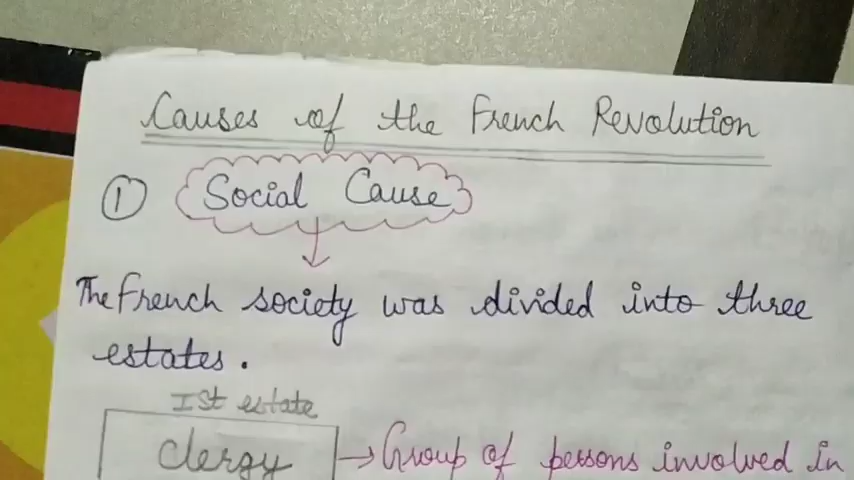 Causes of the French Revolution
① Social Cause
The French society was divided into three
estates.
Ist estate
Clergy → Group of persons involved in